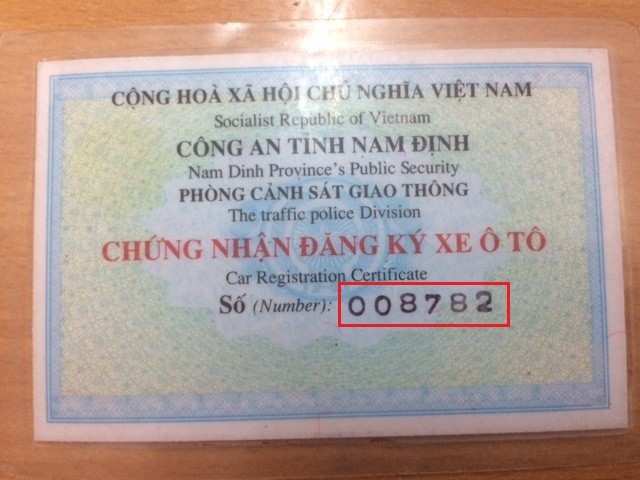 CỘNG HOÀ XÃ HỘI CHỦ NGHĨA VIỆT NAM
Socialist Republic of Vietnam
CÔNG AN TỈNH NAM ĐỊNH
Nam Dinh Province's Public Security
PHÒNG CẢNH SÁT GIAO THÔNG
The traffic police Division
CHỨNG NHẬN ĐĂNG KÝ XE Ô TÔ
Car Registration Certificate
Số (Number): 008782